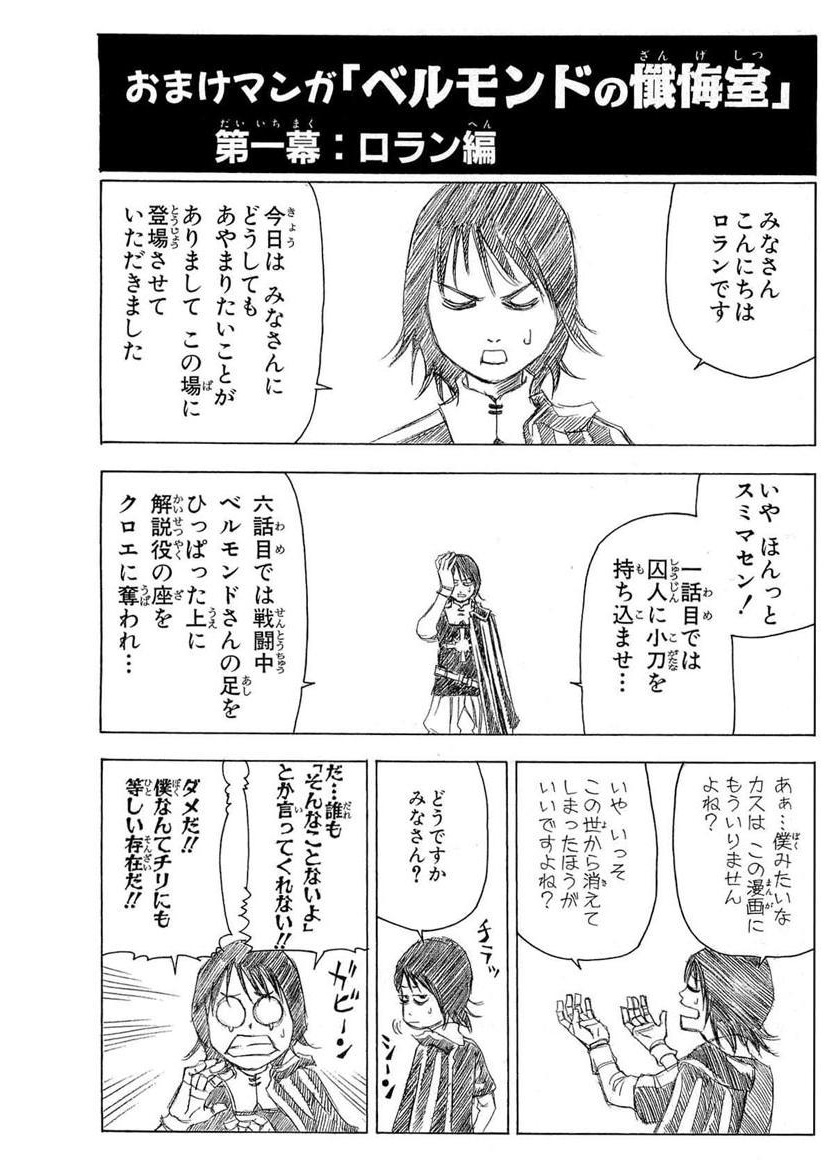 おまけマンガ「ベルモンドの懺悔室」
第一幕：ロラン編
みなさん
こんにちは
ロランです
今日は みなさんに
どうしても
あやまりたいことが
ありまして この場に
登場させて
いただきました
いや ほんっと
スミマセン！
一話目では
囚人に小刀を
持ち込ませ…
六話目では戦闘中
ベルモンドさんの足を
ひっぱった上に
解説役の座を
クロエに奪われ…
あぁ…僕みたいな
カスは この漫画に
もういりません
よね？
いや いっそ
この世から消えて
しまったほうが
いいですよね？
どうですか
みなさん？
チラッ
シーン
だ…誰も
「そんなことないよ」
とか言ってくれない！！
ダメだ！！
僕なんてチリにも
等しい存在だ！！
ガビーン